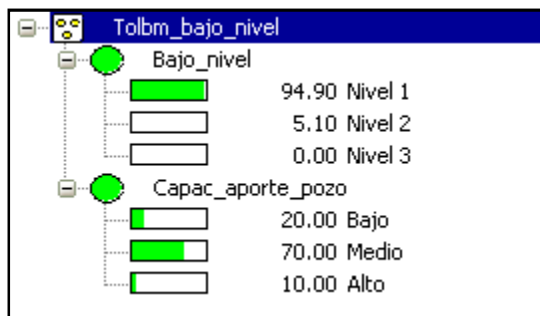 Tolbm_bajo_nivel
Bajo_nivel
94.90 Nivel 1
5.10 Nivel 2
0.00 Nivel 3
Capac_aporte_pozo
20.00 Bajo
70.00 Medio
10.00 Alto